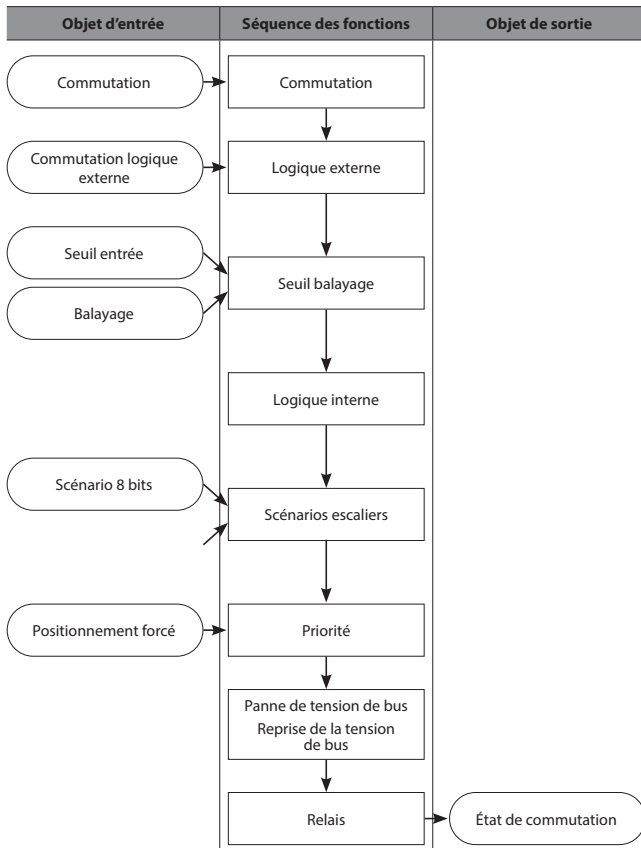 Objet d'entrée
Séquence des fonctions
Objet de sortie
Commutation
Commutation
Commutation logique
externe
Logique externe
Seuil entrée
Seuil balayage
Balayage
Logique interne
Scénario 8 bits
Scénarios escaliers
Positionnement forcé
Priorité
Panne de tension de bus
Reprise de la tension
de bus
Relais
État de commutation